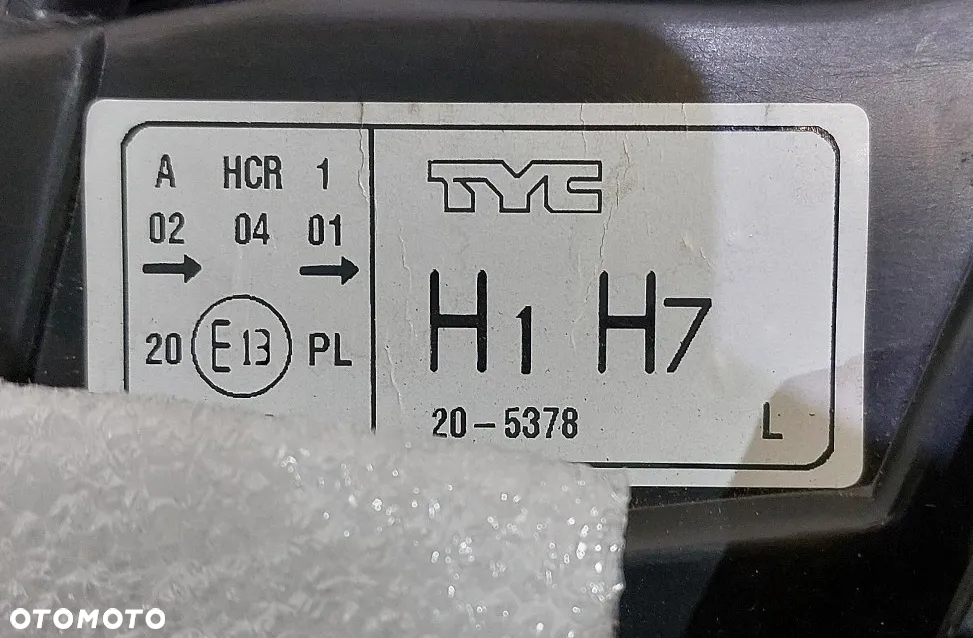 A HCR 1
02 04 01
→ →
20 E13 PL
TYC
H1 H7
20-5378 L
OTOMOTO